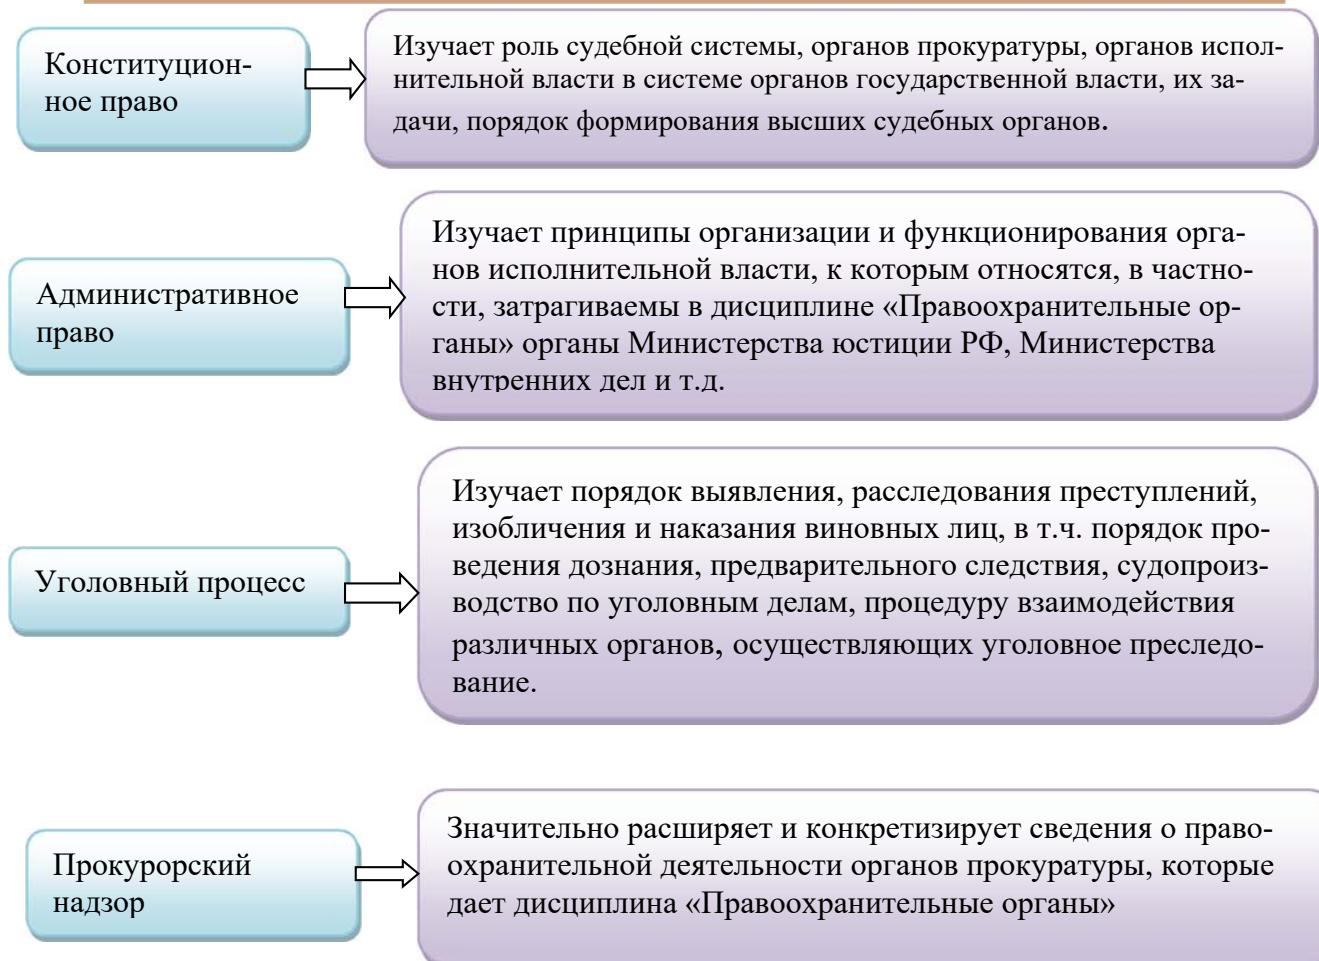 Конституцион-
ное право
Изучает роль судебной системы, органов прокуратуры, органов испол-
нительной власти в системе органов государственной власти, их за-
дачи, порядок формирования высших судебных органов.
Административное
право
Изучает принципы организации и функционирования орга-
нов исполнительной власти, к которым относятся, в частно-
сти, затрагиваемы в дисциплине «Правоохранительные ор-
ганы» органы Министерства юстиции РФ, Министерства
внутренних дел и т.д.
Уголовный процесс
Изучает порядок выявления, расследования преступлений,
изобличения и наказания виновных лиц, в т.ч. порядок про-
ведения дознания, предварительного следствия, судопроиз-
водство по уголовным делам, процедуру взаимодействия
различных органов, осуществляющих уголовное преследо-
вание.
Прокурорский
надзор
Значительно расширяет и конкретизирует сведения о право-
охранительной деятельности органов прокуратуры, которые
дает дисциплина «Правоохранительные органы»